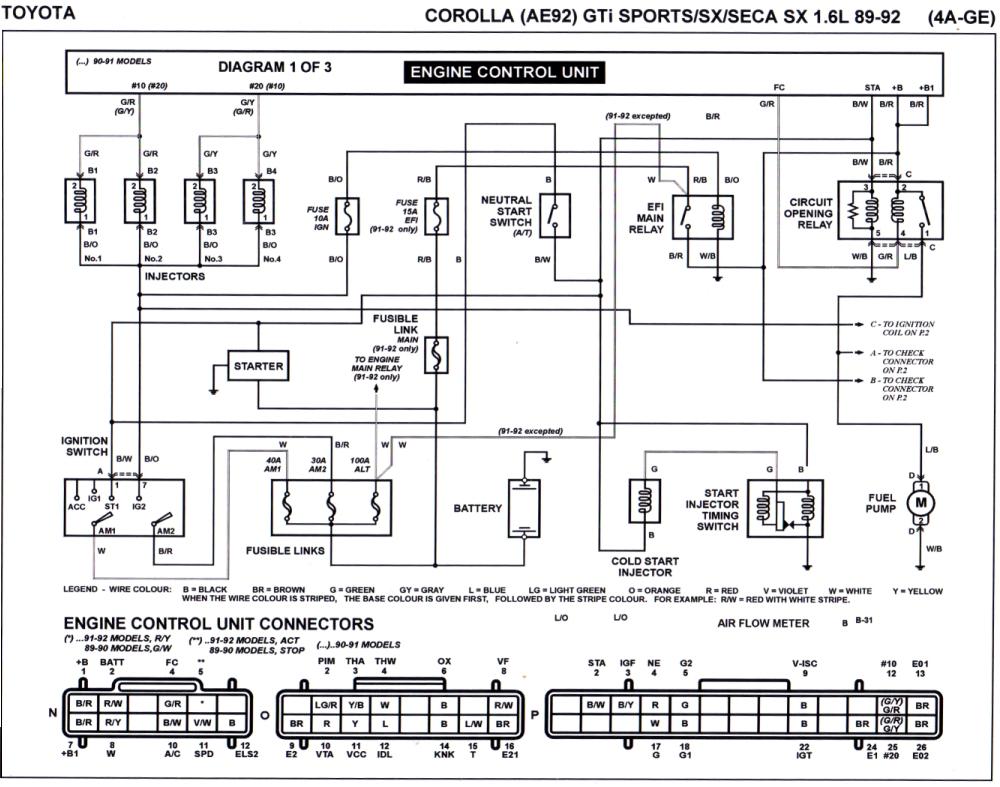 TOYOTA
COROLLA (AE92) GTi SPORTS/SX/SECA SX 1.6L 89-92 (4A-GE)
(...) 90-91 MODELS
DIAGRAM 1 OF 3
ENGINE CONTROL UNIT
#10 (#20)
#20 (#10)
FC
STA
+B
+B1
G/R
(G/Y)
G/Y
(G/R)
G/R
B/W
B/R
B/R
(91-92 excepted)
B/R
G/R
G/R
G/Y
G/Y
B1
B2
B3
B4
2
1
2
1
2
1
2
1
B1
B2
B3
B3
B/O
B/O
B/O
B/O
No.1
No.2
No.3
No.4
INJECTORS
B/O
FUSE
10A
IGN
B/O
R/B
FUSE
15A
EFI
(91-92 only)
R/B
B
B
NEUTRAL
START
SWITCH
(A/T)
B/W
W
R/B
B/O
EFI
MAIN
RELAY
B/R
W/B
B/W
B/R
C
3
2
CIRCUIT
OPENING
RELAY
5
4
1
C
W/B
G/R
L/B
FUSIBLE
LINK
MAIN
(91-92 only)
TO ENGINE
MAIN RELAY
(91-92 only)
STARTER
C - TO IGNITION
COIL ON P.2
A - TO CHECK
CONNECTOR
ON P.2
B - TO CHECK
CONNECTOR
ON P.2
IGNITION
SWITCH
B/W
B/O
A
1
7
ACC
IG1
ST1
IG2
AM1
AM2
W
B/R
W
B/R
W
W
40A
AM1
30A
AM2
100A
ALT
FUSIBLE LINKS
(91-92 excepted)
BATTERY
G
B
COLD START
INJECTOR
G
B
START
INJECTOR
TIMING
SWITCH
L/B
D
1
FUEL
PUMP
M
2
D
W/B
LEGEND - WIRE COLOUR: B = BLACK BR = BROWN G = GREEN GY = GRAY L = BLUE LG = LIGHT GREEN O = ORANGE R = RED V = VIOLET W = WHITE Y = YELLOW
WHEN THE WIRE COLOUR IS STRIPED, THE BASE COLOUR IS GIVEN FIRST, FOLLOWED BY THE STRIPE COLOUR. FOR EXAMPLE: R/W = RED WITH WHITE STRIPE.
ENGINE CONTROL UNIT CONNECTORS
L/O
L/O
AIR FLOW METER
B
B-31
(*) ...91-92 MODELS, R/Y
89-90 MODELS,G/W
(**) ..91-92 MODELS, ACT
89-90 MODELS, STOP
(...)..90-91 MODELS
+B BATT FC **
1 2 4 5
N
B/R R/W G/R *
B/R R/Y B/W V/W B
7 8 10 11 12
+B1 W A/C SPD ELS2
PIM THA THW OX VF
2 3 4 6 8
O
LG/R Y/B W B R/W
BR R Y L B L/W BR
9 10 11 12 14 15 16
E2 VTA VCC IDL KNK T E21
STA IGF NE G2 V-ISC #10 E01
2 3 4 5 9 12 13
P
B/W B/Y R G B (G/Y) G/R BR
W B B BR (G/R) G/Y BR
17 18 22 24 25 26
G G1 IGT E1 #20 E02